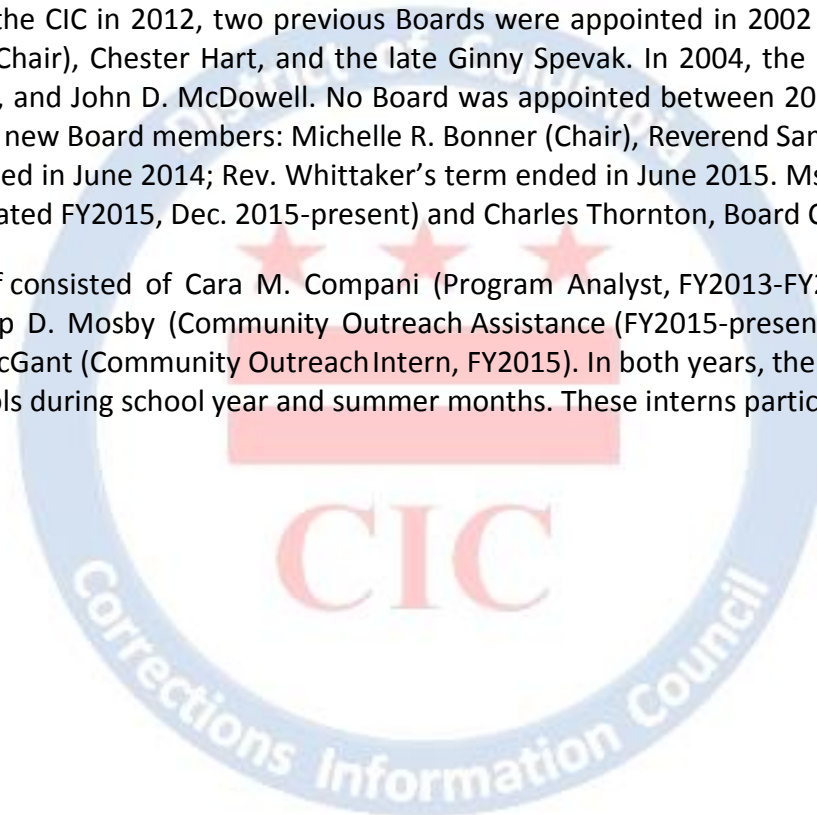 the CIC in 2012, two previous Boards were appointed in 2002
Chair), Chester Hart, and the late Ginny Spevak. In 2004, the
, and John D. McDowell. No Board was appointed between 20
new Board members: Michelle R. Bonner (Chair), Reverend San
ed in June 2014; Rev. Whittaker’s term ended in June 2015. Ms
ated FY2015, Dec. 2015-present) and Charles Thornton, Board C
f consisted of Cara M. Compani (Program Analyst, FY2013-FY2
p D. Mosby (Community Outreach Assistance (FY2015-presen
cGant (Community Outreach Intern, FY2015). In both years, the
ols during school year and summer months. These interns partic
District of Columbia
CIC
Corrections Information Council